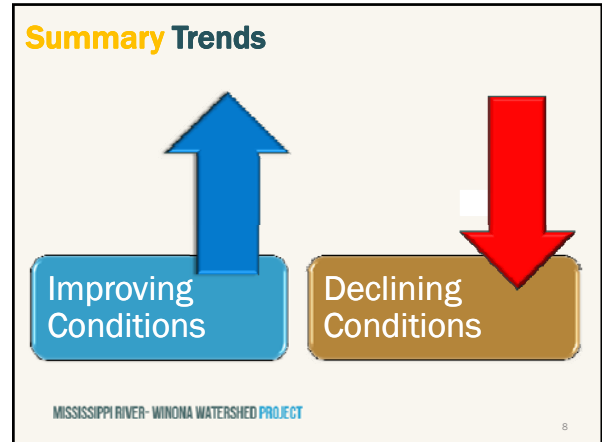 Summary Trends
Improving
Conditions
Declining
Conditions
MISSISSIPPI RIVER- WINONA WATERSHED PROJECT
8